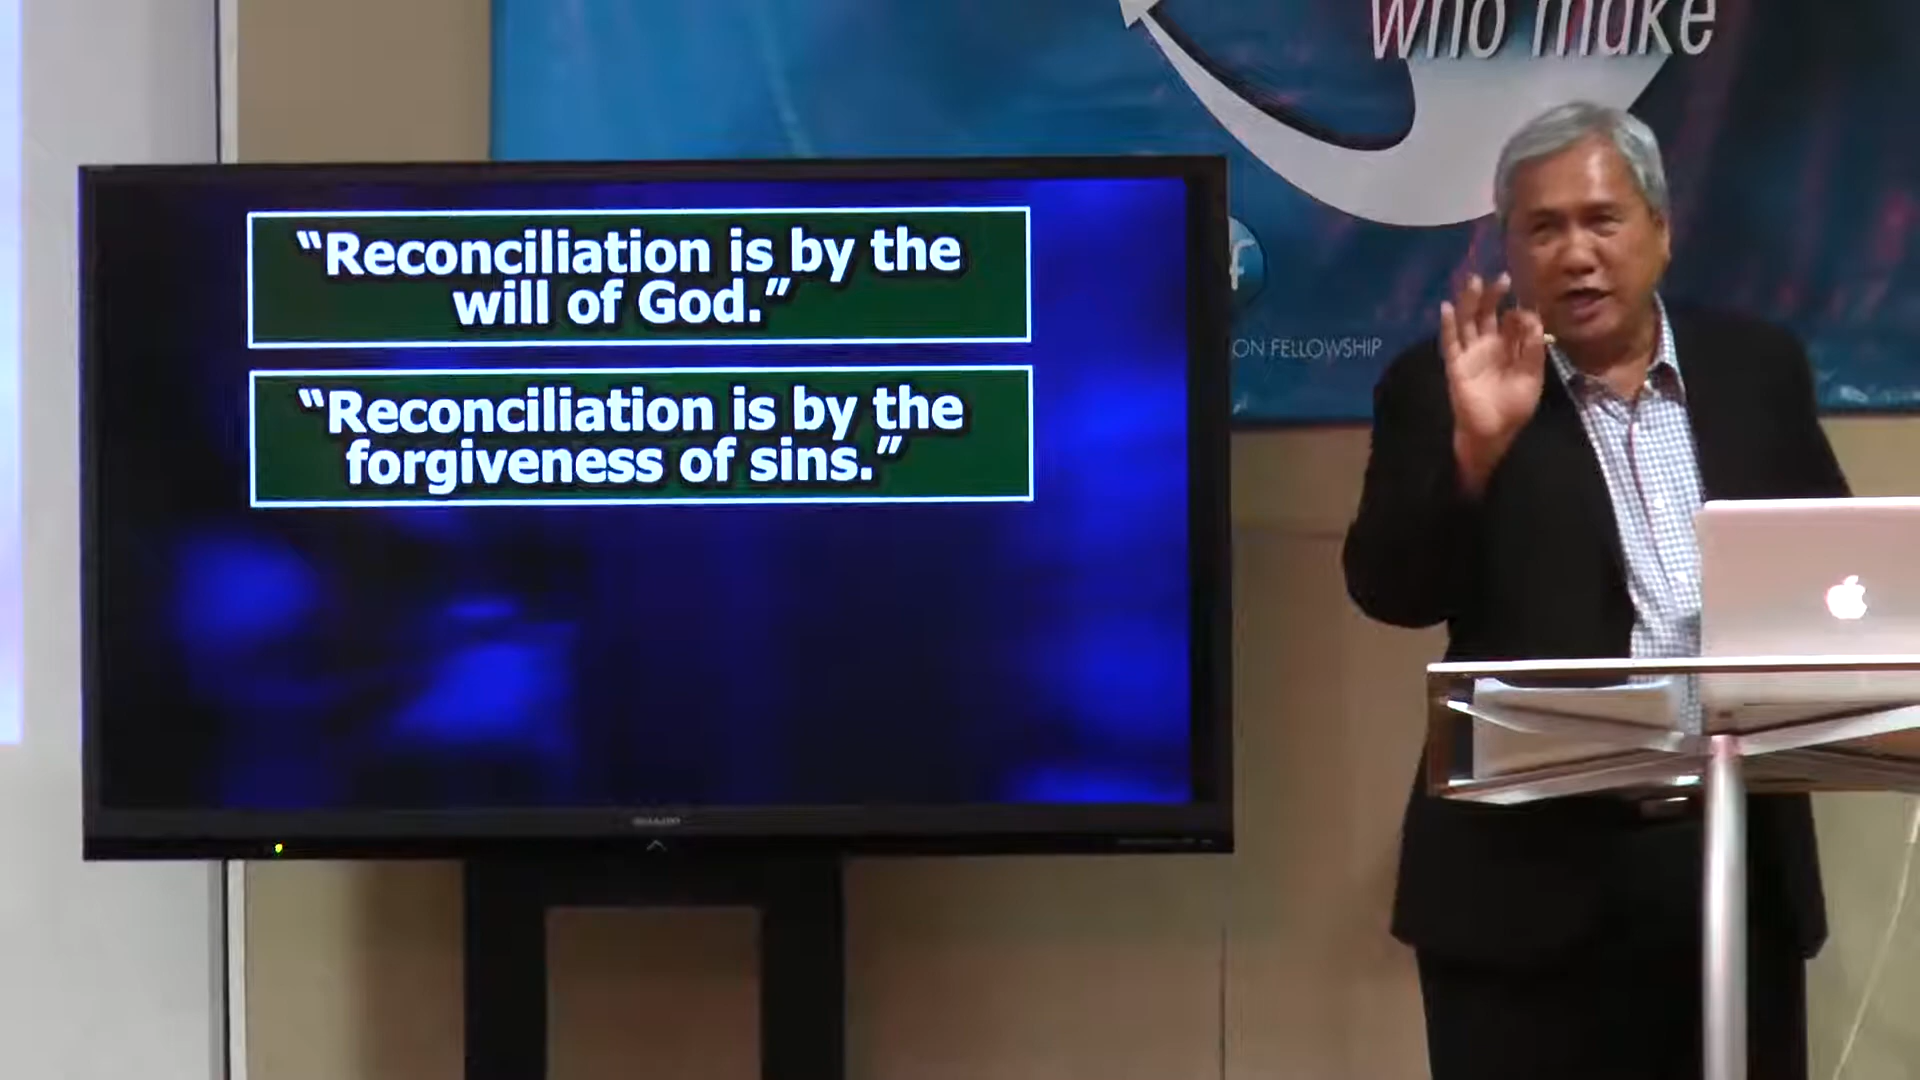 who make
“Reconciliation is by the
will of God.”
“Reconciliation is by the
forgiveness of sins.”
f
ON FELLOWSHIP